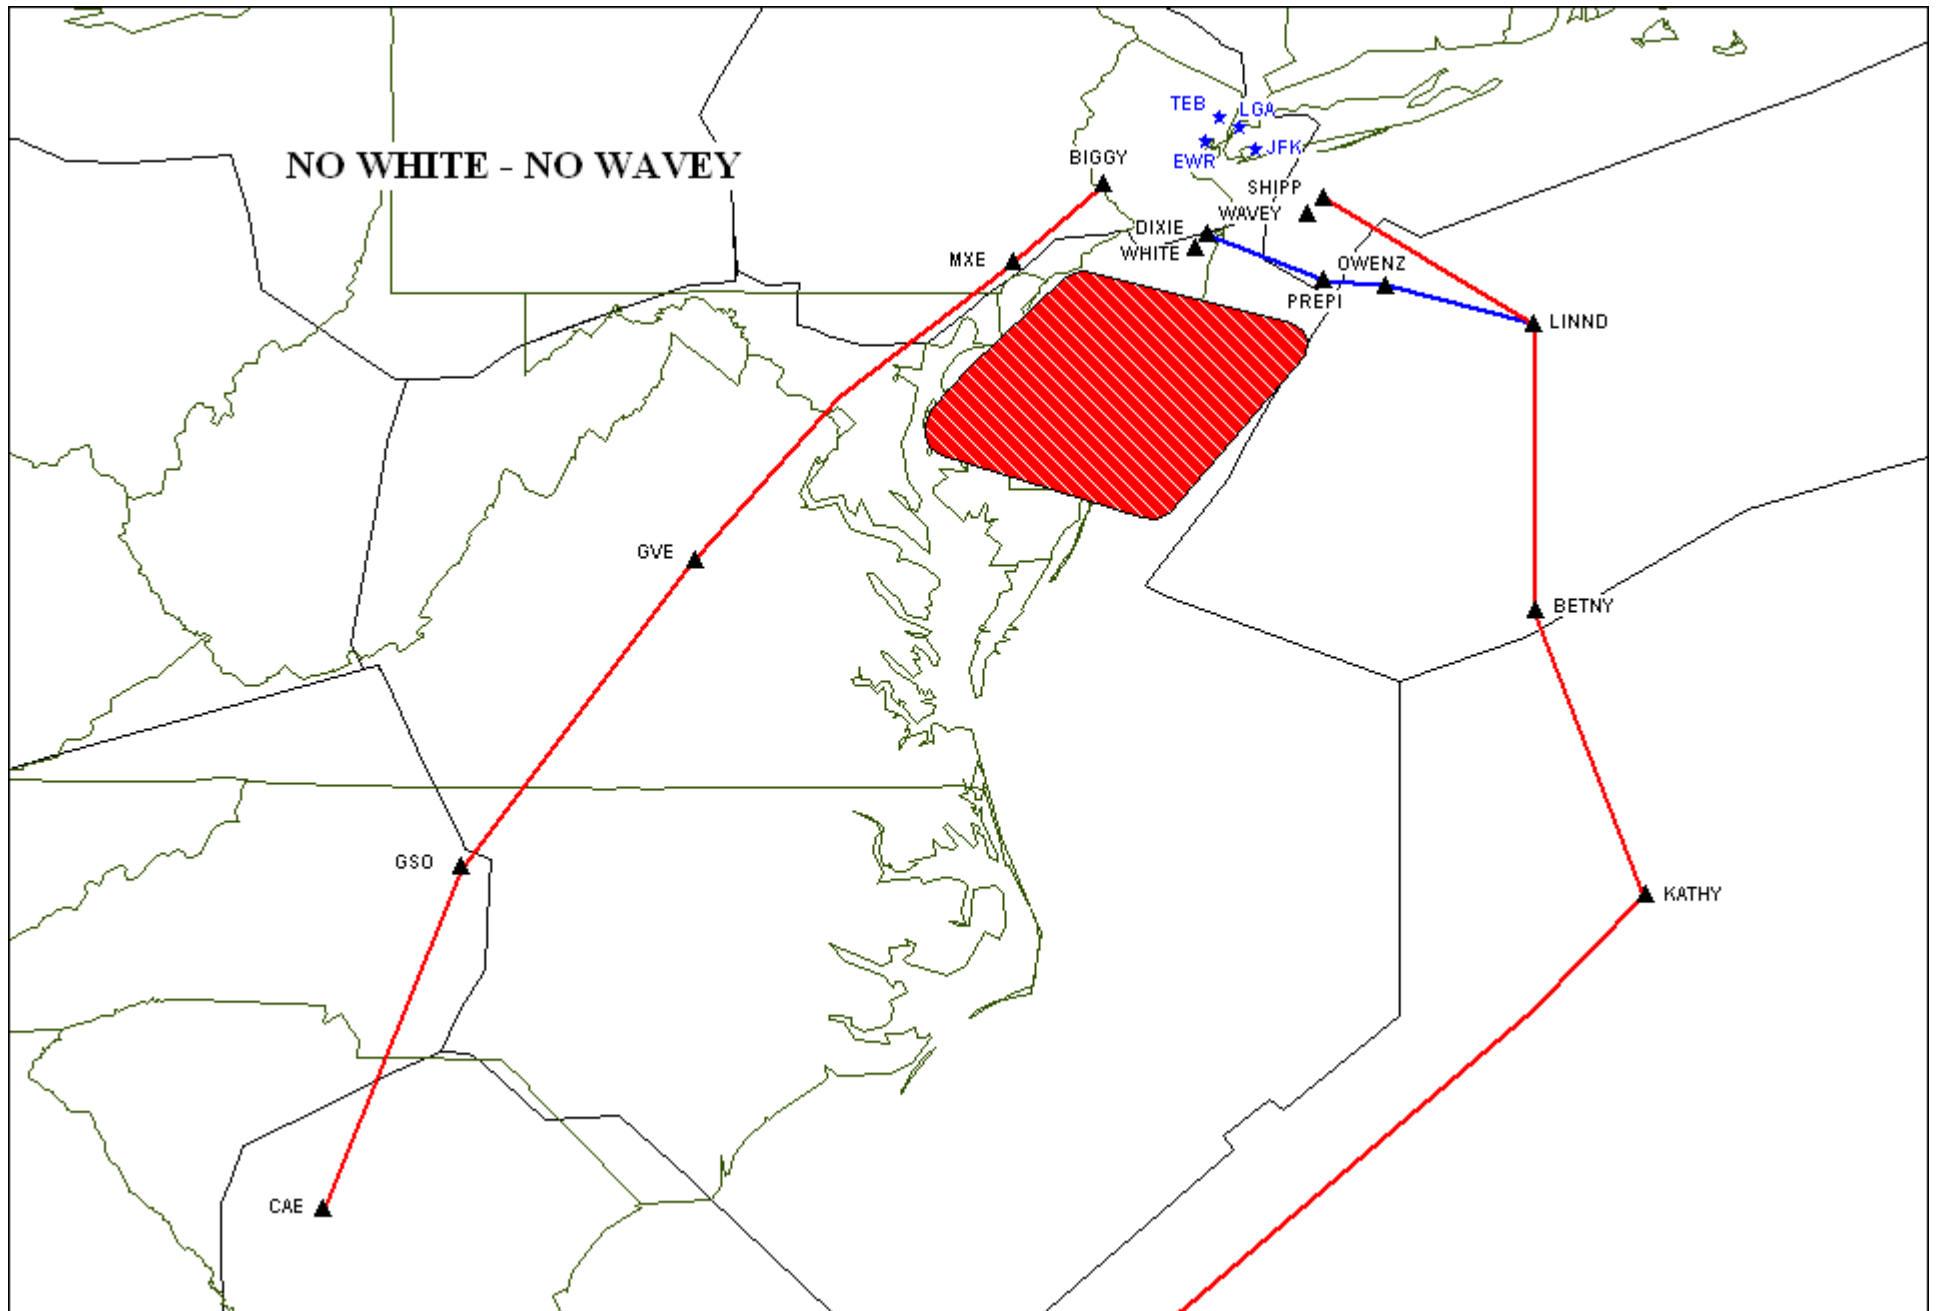 TEB
LGA
NO WHITE - NO WAVEY
BIGGY
EWR
JFK
SHIPP
WAVEY
DIXIE
WHITE
MXE
OWENZ
PREPI
LINND
GVE
BETNY
GSO
KATHY
CAE